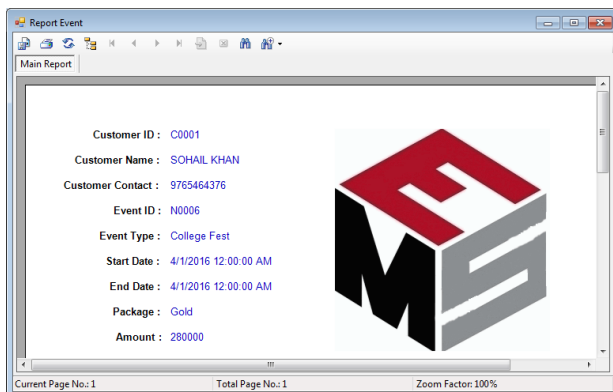 Report Event
Main Report
Customer ID : C0001
Customer Name : SOHAIL KHAN
Customer Contact : 9765464376
Event ID : N0006
Event Type : College Fest
Start Date : 4/1/2016 12:00:00 AM
End Date : 4/1/2016 12:00:00 AM
Package : Gold
Amount : 280000
EMS
Current Page No.: 1 Total Page No.: 1 Zoom Factor: 100%